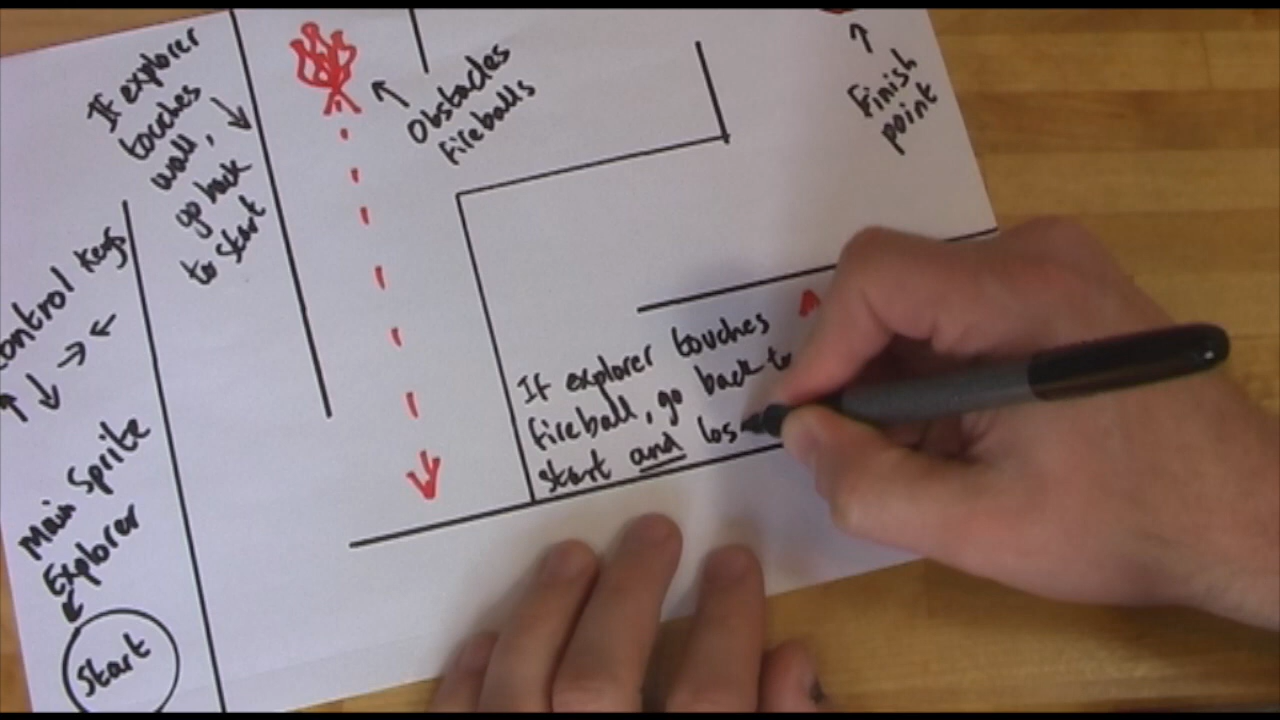 If explorer
touches
wall,
go back
to start
Obstacles
Fireballs
Finish
point
Control Keys
Main Sprite
Explorer
Start
If explorer touches
fireball, go back to
start and los